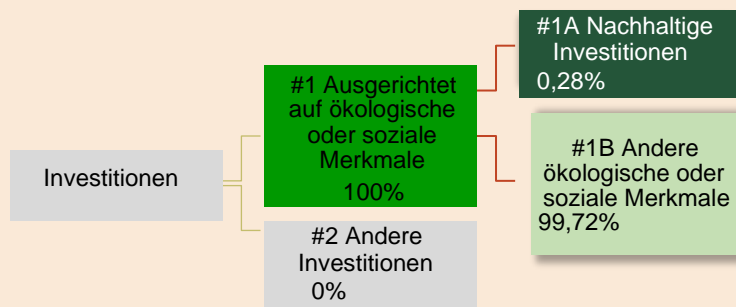 Investitionen
#1 Ausgerichtet
auf ökologische
oder soziale
Merkmale
100%
#2 Andere
Investitionen
0%
#1A Nachhaltige
Investitionen
0,28%
#1B Andere
ökologische oder
soziale Merkmale
99,72%